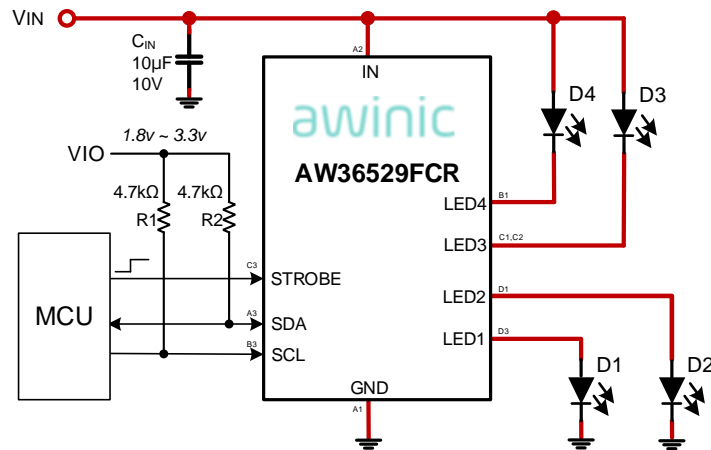 VIN
CIN
10µF
10V
A2
IN
awinic
AW36529FCR
D4
D3
1.8v ~ 3.3v
VIO
4.7kΩ
4.7kΩ
R1
R2
B1
LED4
C1,C2
LED3
MCU
C3
STROBE
D1
LED2
A3
SDA
D3
LED1
B3
SCL
D1
D2
GND
A1